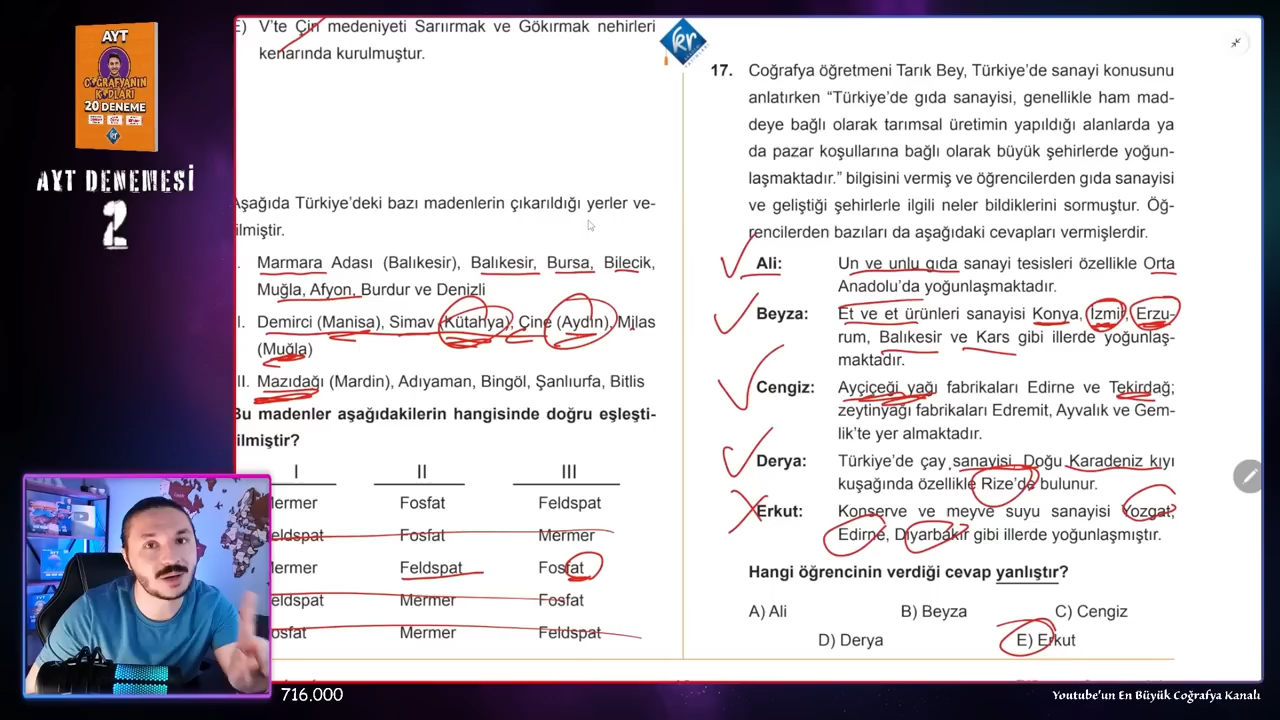 AYT
COĞRAFYANIN
KODLARI
20 DENEME
AYT DENEMESİ
2
E) V'te Çin medeniyeti Sarıırmak ve Gökırmak nehirleri
kenarında kurulmuştur.
Aşağıda Türkiye'deki bazı madenlerin çıkarıldığı yerler ve-
ilmiştir.
. Marmara Adası (Balıkesir), Balıkesir, Bursa, Bilecik,
Muğla, Afyon, Burdur ve Denizli
I. Demirci (Manisa), Simav (Kütahya), Çine (Aydın), Milas
(Muğla)
II. Mazıdağı (Mardin), Adıyaman, Bingöl, Şanlıurfa, Bitlis
Bu madenler aşağıdakilerin hangisinde doğru eşleşti-
ilmiştir?
I II III
Mermer Fosfat Feldspat
Feldspat Fosfat Mermer
Mermer Feldspat Fosfat
eldspat Mermer Fosfat
osfat Mermer Feldspat
kr
17. Coğrafya öğretmeni Tarık Bey, Türkiye'de sanayi konusunu
anlatırken “Türkiye'de gıda sanayisi, genellikle ham mad-
deye bağlı olarak tarımsal üretimin yapıldığı alanlarda ya
da pazar koşullarına bağlı olarak büyük şehirlerde yoğun-
laşmaktadır.” bilgisini vermiş ve öğrencilerden gıda sanayisi
ve geliştiği şehirlerle ilgili neler bildiklerini sormuştur. Öğ-
rencilerden bazıları da aşağıdaki cevapları vermişlerdir.
Ali: Un ve unlu gıda sanayi tesisleri özellikle Orta
Anadolu'da yoğunlaşmaktadır.
Beyza: Et ve et ürünleri sanayisi Konya, İzmir, Erzu-
rum, Balıkesir ve Kars gibi illerde yoğunlaş-
maktadır.
Cengiz: Ayçiçeği yağı fabrikaları Edirne ve Tekirdağ;
zeytinyağı fabrikaları Edremit, Ayvalık ve Gem-
lik'te yer almaktadır.
Derya: Türkiye'de çay sanayisi Doğu Karadeniz kıyı
kuşağında özellikle Rize'de bulunur.
Erkut: Konserve ve meyve suyu sanayisi Yozgat,
Edirne, Diyarbakır gibi illerde yoğunlaşmıştır.
Hangi öğrencinin verdiği cevap yanlıştır?
A) Ali B) Beyza C) Cengiz
D) Derya E) Erkut
716.000
Youtube'un En Büyük Coğrafya Kanalı